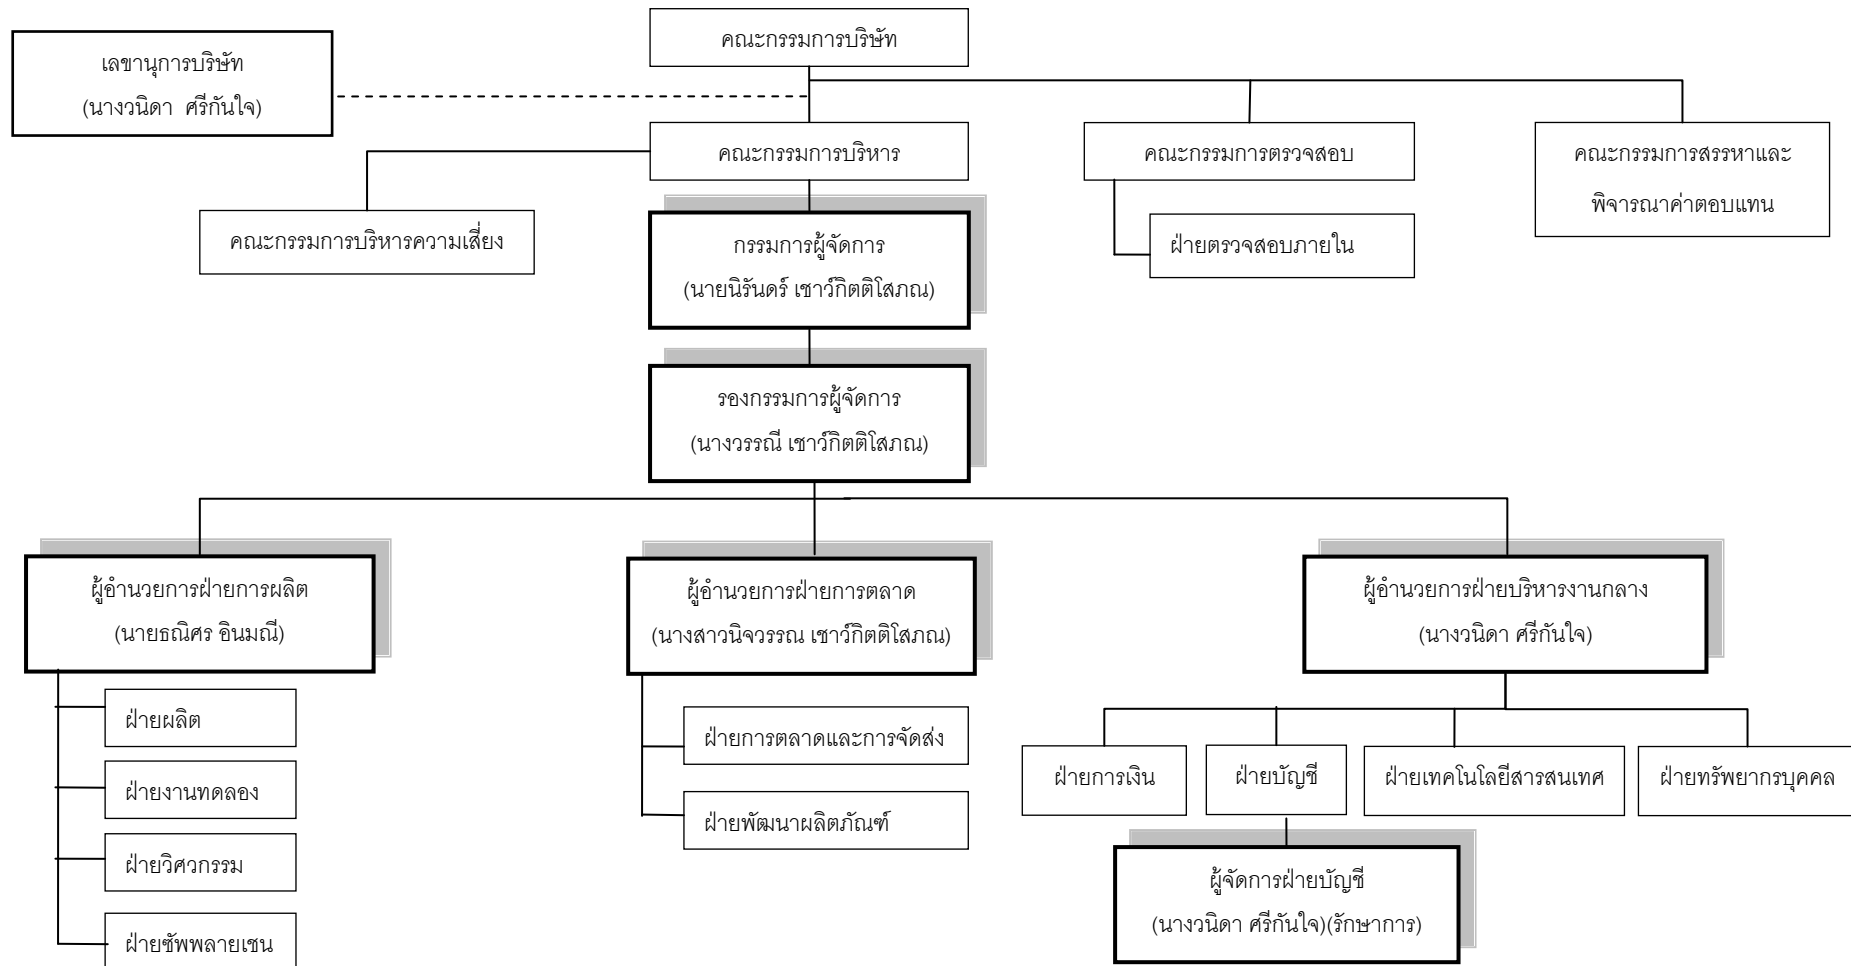 คณะกรรมการบริษัท
เลขานุการบริษัท
(นางวนิดา ศรีกันใจ)
คณะกรรมการบริหาร
คณะกรรมการตรวจสอบ
คณะกรรมการสรรหาและ
พิจารณาค่าตอบแทน
คณะกรรมการบริหารความเสี่ยง
กรรมการผู้จัดการ
(นายนิรันดร์ เชาว์กิตติโสภณ)
ฝ่ายตรวจสอบภายใน
รองกรรมการผู้จัดการ
(นางวรรณี เชาว์กิตติโสภณ)
ผู้อำนวยการฝ่ายการผลิต
(นายธณิศร อินมณี)
ผู้อำนวยการฝ่ายการตลาด
(นางสาวนิจวรรณ เชาว์กิตติโสภณ)
ผู้อำนวยการฝ่ายบริหารงานกลาง
(นางวนิดา ศรีกันใจ)
ฝ่ายผลิต
ฝ่ายงานทดลอง
ฝ่ายวิศวกรรม
ฝ่ายซัพพลายเชน
ฝ่ายการตลาดและการจัดส่ง
ฝ่ายพัฒนาผลิตภัณฑ์
ฝ่ายการเงิน
ฝ่ายบัญชี
ฝ่ายเทคโนโลยีสารสนเทศ
ฝ่ายทรัพยากรบุคคล
ผู้จัดการฝ่ายบัญชี
(นางวนิดา ศรีกันใจ)(รักษาการ)